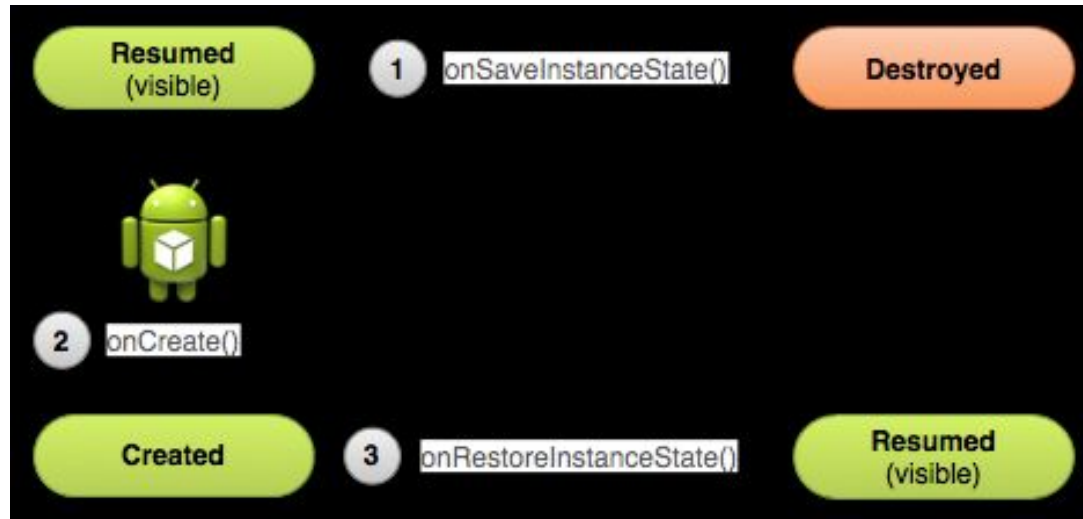 Resumed
(visible)
1 onSaveInstanceState()
Destroyed
2 onCreate()
Created
3 onRestoreInstanceState()
Resumed
(visible)